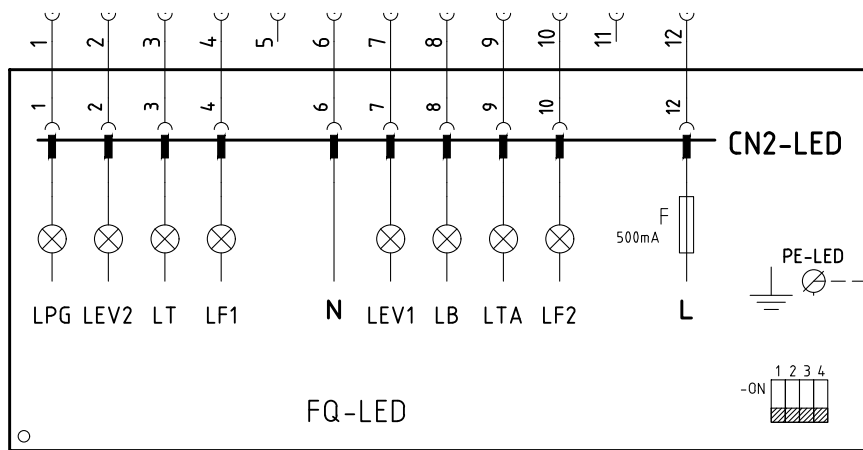 1 2 3 4 5 6 7 8 9 10 11 12
1 2 3 4 6 7 8 9 10 12
CN2-LED
F
500mA
PE-LED
LPG LEV2 LT LF1 N LEV1 LB LTA LF2 L
1 2 3 4
-ON
FQ-LED